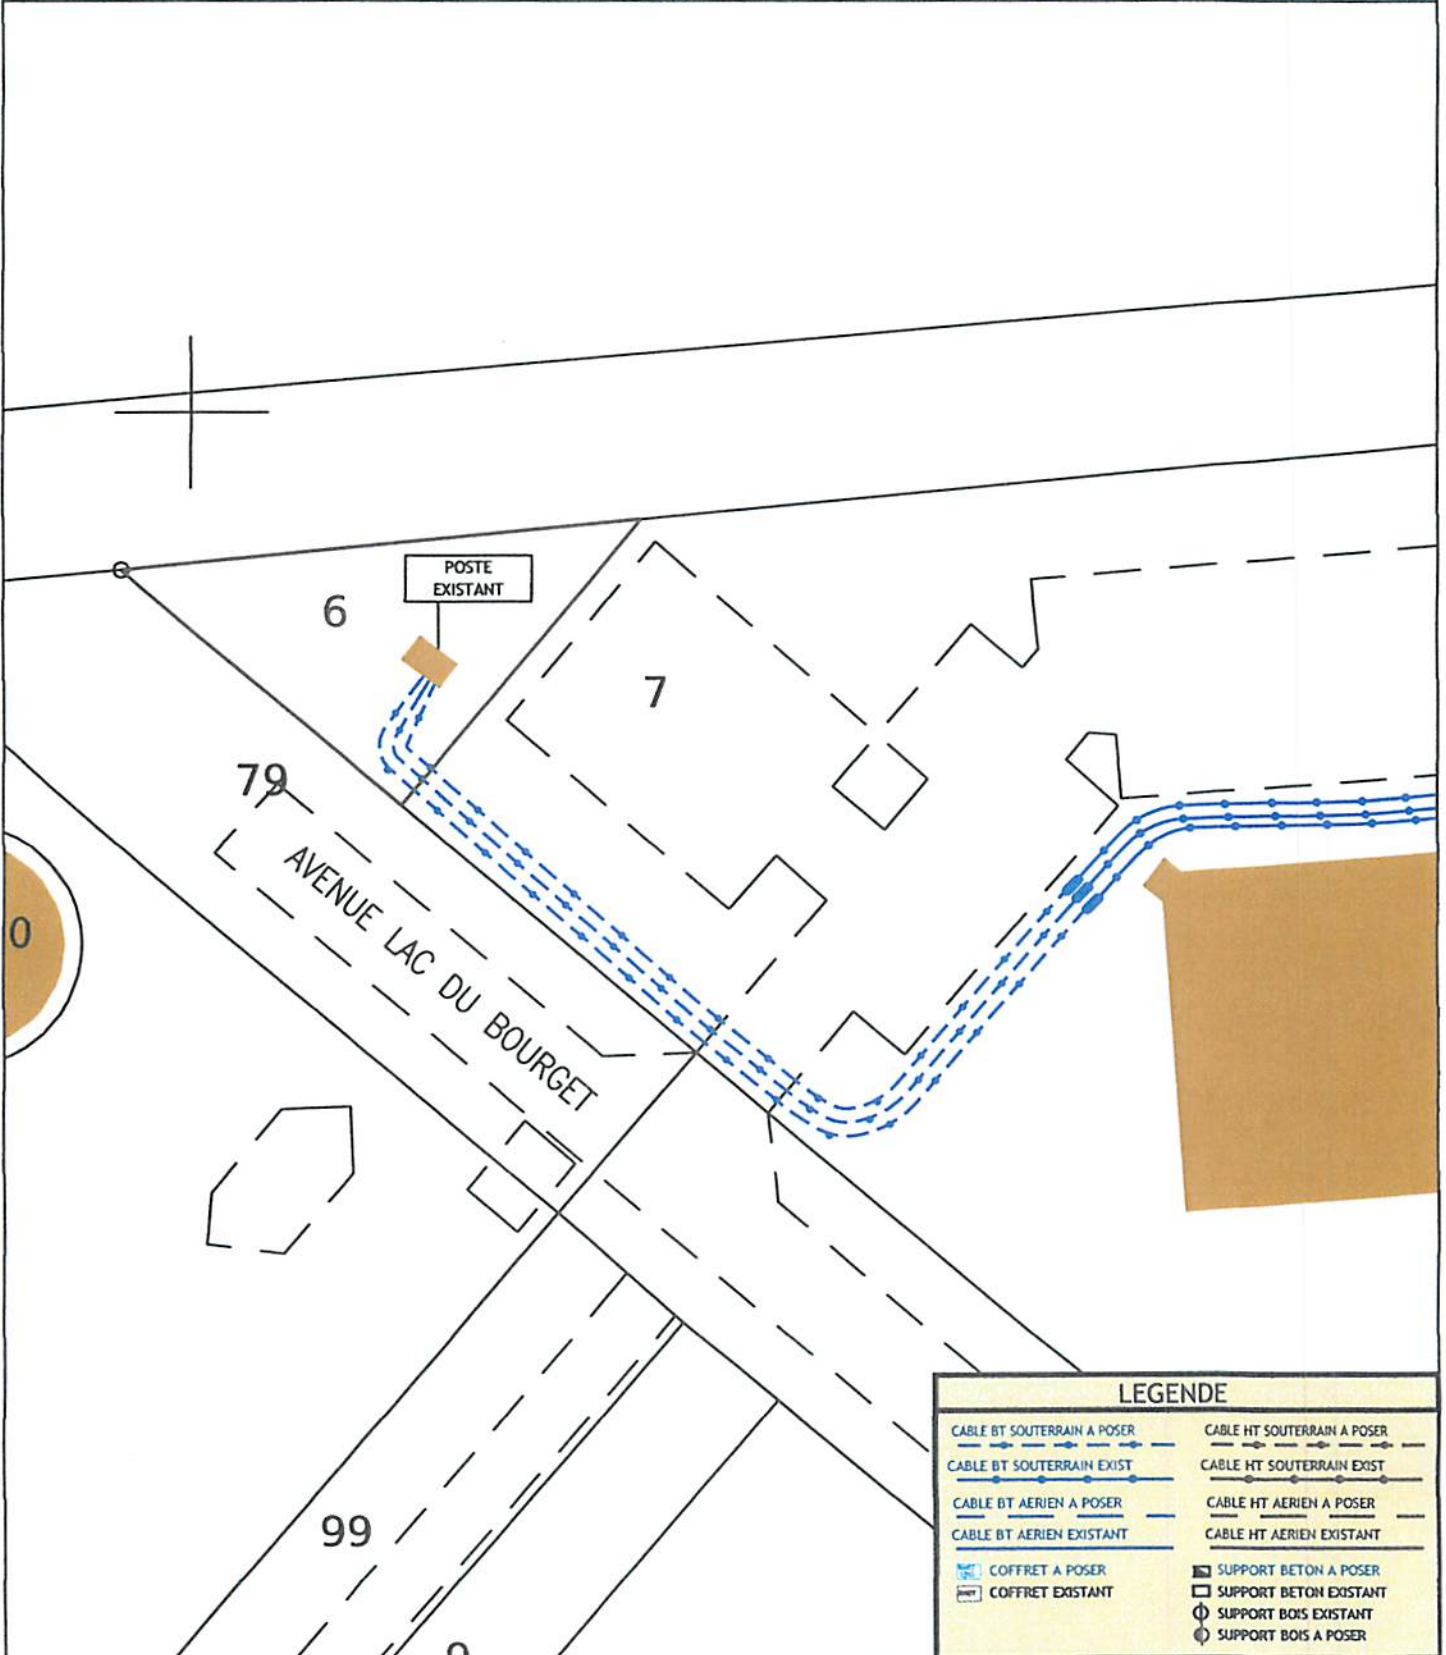 POSTE
EXISTANT
6
7
79
AVENUE LAC DU BOURGET
0
99
LEGENDE
CABLE BT SOUTERRAIN A POSER
CABLE HT SOUTERRAIN A POSER
CABLE BT SOUTERRAIN EXIST
CABLE HT SOUTERRAIN EXIST
CABLE BT AERIEN A POSER
CABLE HT AERIEN A POSER
CABLE BT AERIEN EXISTANT
CABLE HT AERIEN EXISTANT
COFFRET A POSER
SUPPORT BETON A POSER
COFFRET EXISTANT
SUPPORT BETON EXISTANT
SUPPORT BOIS EXISTANT
SUPPORT BOIS A POSER